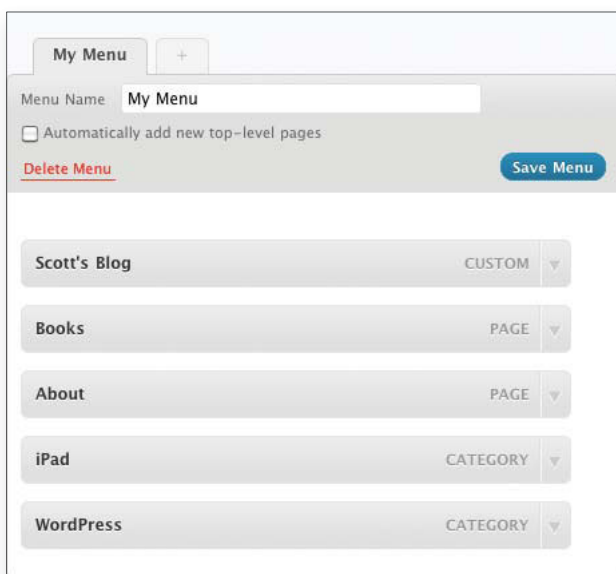 My Menu +
Menu Name My Menu
Automatically add new top-level pages
Delete Menu Save Menu
Scott's Blog CUSTOM
Books PAGE
About PAGE
iPad CATEGORY
WordPress CATEGORY